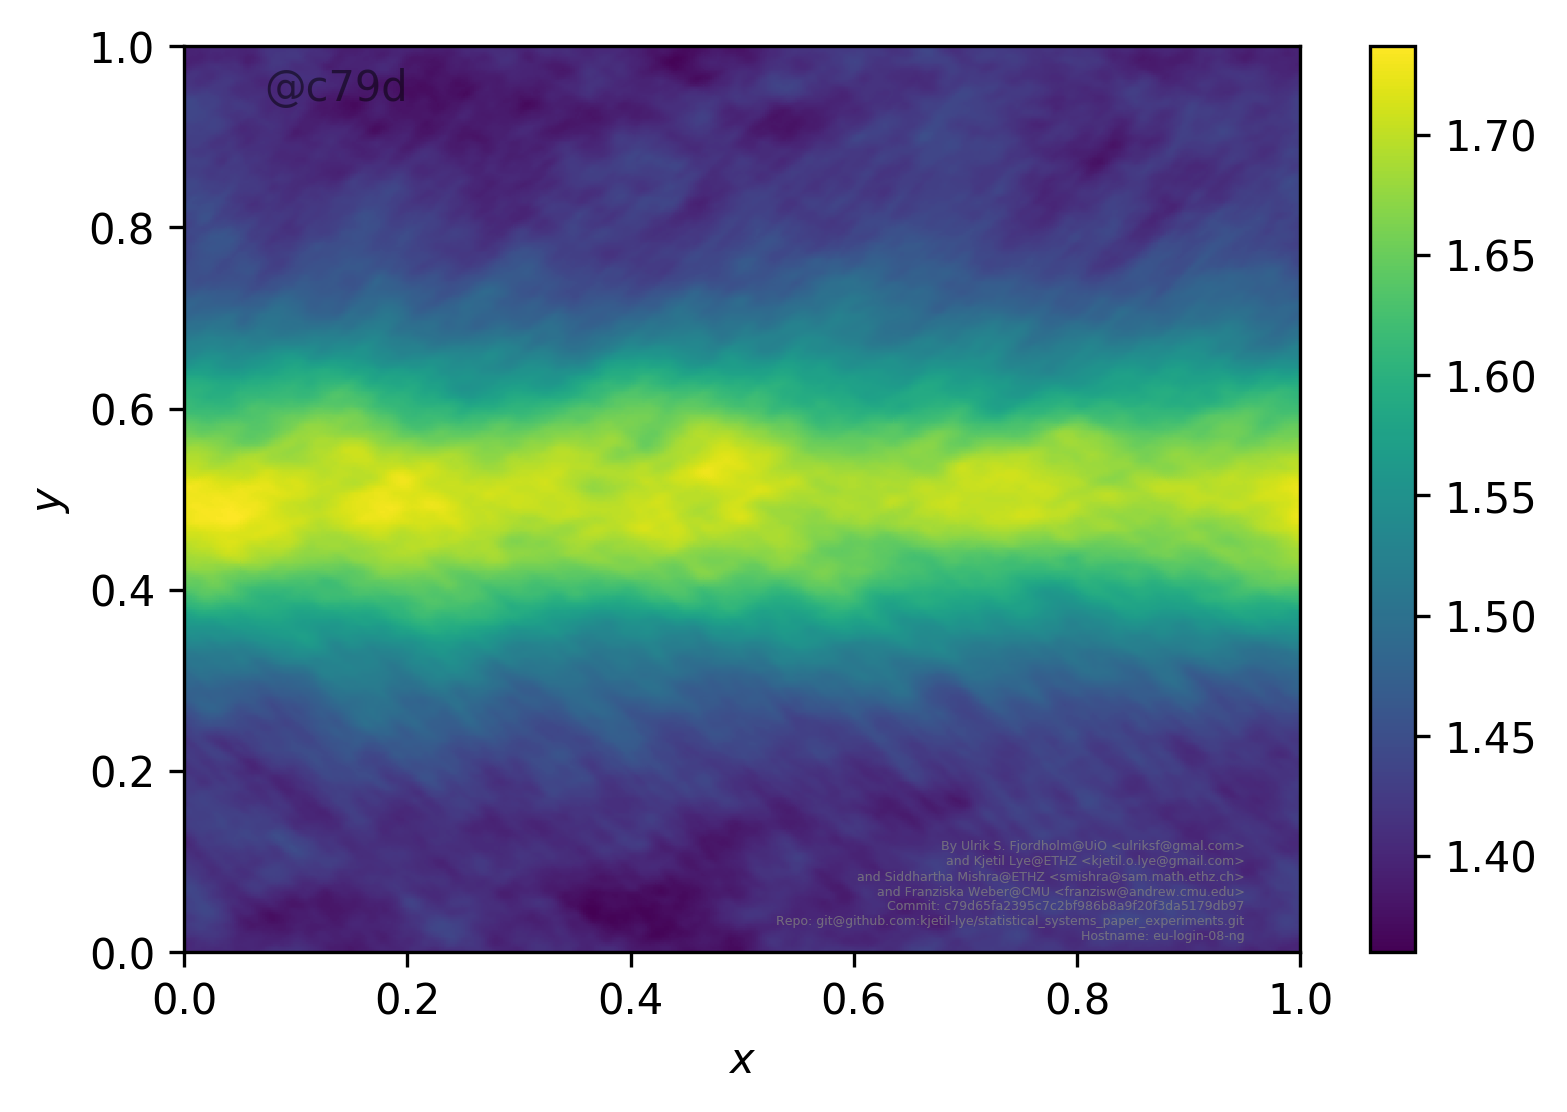 1.0
0.8
0.6
0.4
0.2
0.0
y
0.0 0.2 0.4 0.6 0.8 1.0
x
@c79d
By Ulrik S. Fjordholm@UiO <ulriksf@gmal.com>
and Kjetil Lye@ETHZ <kjetil.o.lye@gmail.com>
and Siddhartha Mishra@ETHZ <smishra@sam.math.ethz.ch>
and Franziska Weber@CMU <franzisw@andrew.cmu.edu>
Commit: c79d65fa2395c7c2bf986b8a9f20f3da5179db97
Repo: git@github.com:kjetil-lye/statistical_systems_paper_experiments.git
Hostname: eu-login-08-ng
1.70
1.65
1.60
1.55
1.50
1.45
1.40